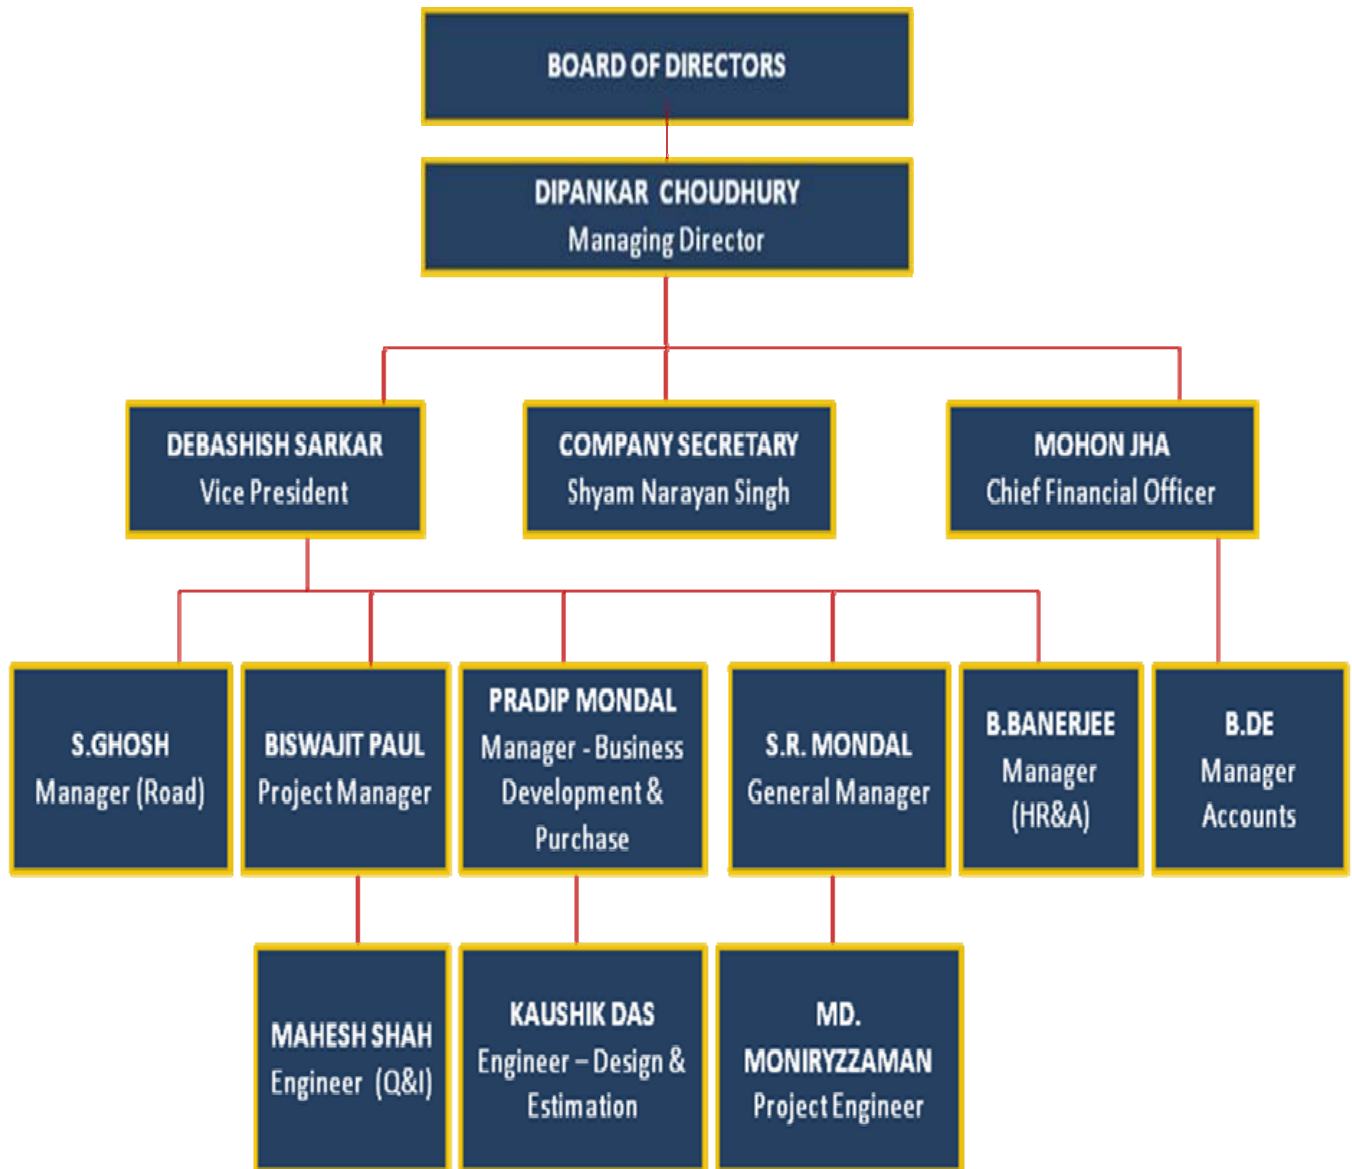 BOARD OF DIRECTORS
DIPANKAR CHOUDHURY
Managing Director
DEBASHISH SARKAR
Vice President
COMPANY SECRETARY
Shyam Narayan Singh
MOHON JHA
Chief Financial Officer
S.GHOSH
Manager (Road)
BISWAJIT PAUL
Project Manager
PRADIP MONDAL
Manager - Business
Development &
Purchase
S.R. MONDAL
General Manager
B.BANERJEE
Manager
(HR&A)
B.DE
Manager
Accounts
MAHESH SHAH
Engineer (Q&I)
KAUSHIK DAS
Engineer – Design &
Estimation
MD.
MONIRYZZAMAN
Project Engineer